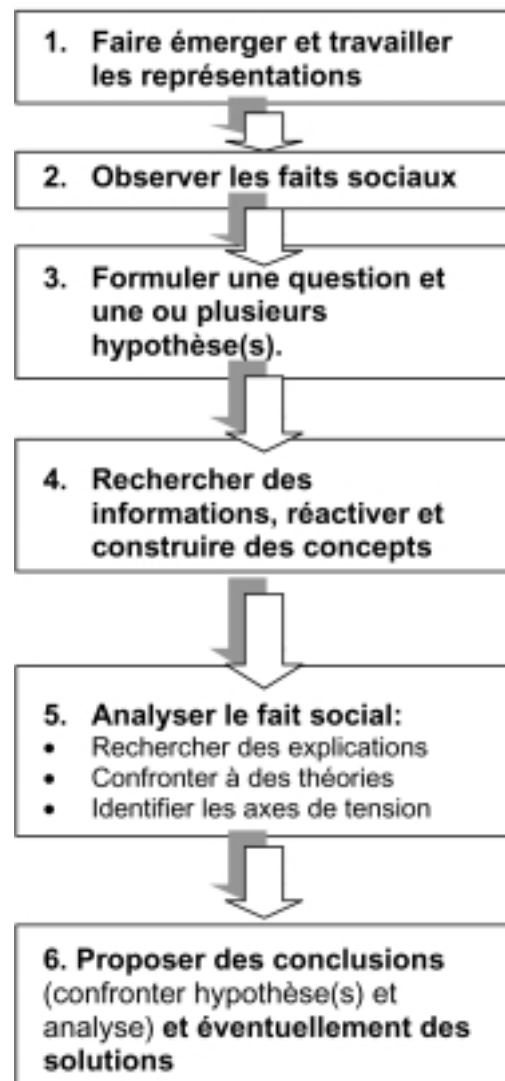 1. Faire émerger et travailler
les représentations
2. Observer les faits sociaux
3. Formuler une question et
une ou plusieurs
hypothèse(s).
4. Rechercher des
informations, réactiver et
construire des concepts
5. Analyser le fait social:
• Rechercher des explications
• Confronter à des théories
• Identifier les axes de tension
6. Proposer des conclusions
(confronter hypothèse(s) et
analyse) et éventuellement des
solutions